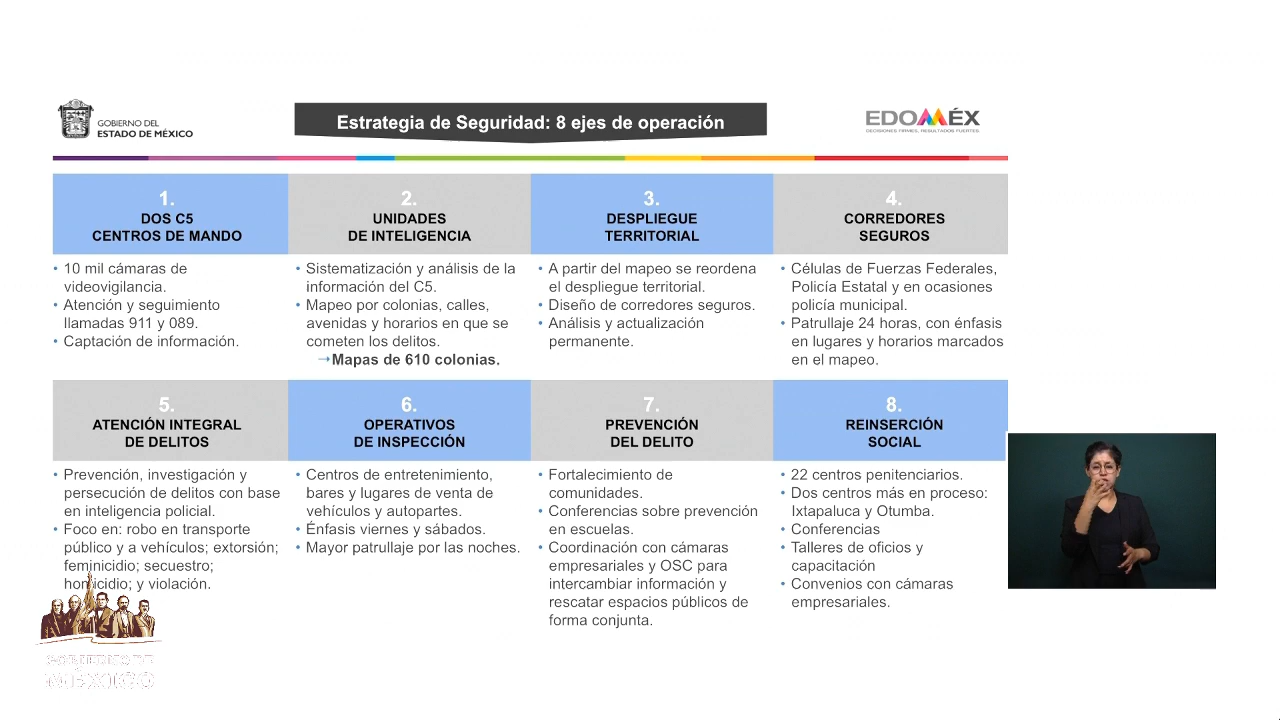 GOBIERNO DEL
ESTADO DE MÉXICO
Estrategia de Seguridad: 8 ejes de operación
EDOMÉX
DECISIONES FIRMES, RESULTADOS FUERTES.
1.
DOS C5
CENTROS DE MANDO
• 10 mil cámaras de
videovigilancia.
• Atención y seguimiento
llamadas 911 y 089.
• Captación de información.
2.
UNIDADES
DE INTELIGENCIA
• Sistematización y análisis de la
información del C5.
• Mapeo por colonias, calles,
avenidas y horarios en que se
cometen los delitos.
→Mapas de 610 colonias.
3.
DESPLIEGUE
TERRITORIAL
• A partir del mapeo se reordena
el despliegue territorial.
• Diseño de corredores seguros.
• Análisis y actualización
permanente.
4.
CORREDORES
SEGUROS
• Células de Fuerzas Federales,
Policía Estatal y en ocasiones
policía municipal.
• Patrullaje 24 horas, con énfasis
en lugares y horarios marcados
en el mapeo.
5.
ATENCIÓN INTEGRAL
DE DELITOS
• Prevención, investigación y
persecución de delitos con base
en inteligencia policial.
• Foco en: robo en transporte
público y a vehículos; extorsión;
feminicidio; secuestro;
homicidio; y violación.
6.
OPERATIVOS
DE INSPECCIÓN
• Centros de entretenimiento,
bares y lugares de venta de
vehículos y autopartes.
• Énfasis viernes y sábados.
• Mayor patrullaje por las noches.
7.
PREVENCIÓN
DEL DELITO
• Fortalecimiento de
comunidades.
• Conferencias sobre prevención
en escuelas.
• Coordinación con cámaras
empresariales y OSC para
intercambiar información y
rescatar espacios públicos de
forma conjunta.
8.
REINSERCIÓN
SOCIAL
• 22 centros penitenciarios.
• Dos centros más en proceso:
Ixtapaluca y Otumba.
• Conferencias
• Talleres de oficios y
capacitación
• Convenios con cámaras
empresariales.
GOBIERNO DE
MÉXICO